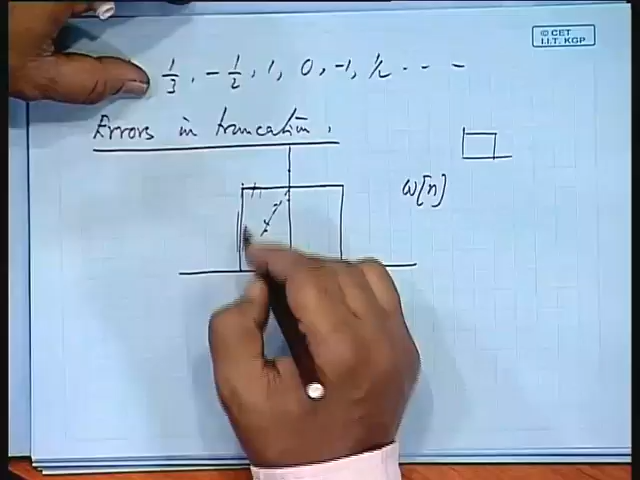 © CET
I.I.T. KGP
1/3, -1/2, 1, 0, -1, 1/2 - - -
Errors in truncation.
ω[n]